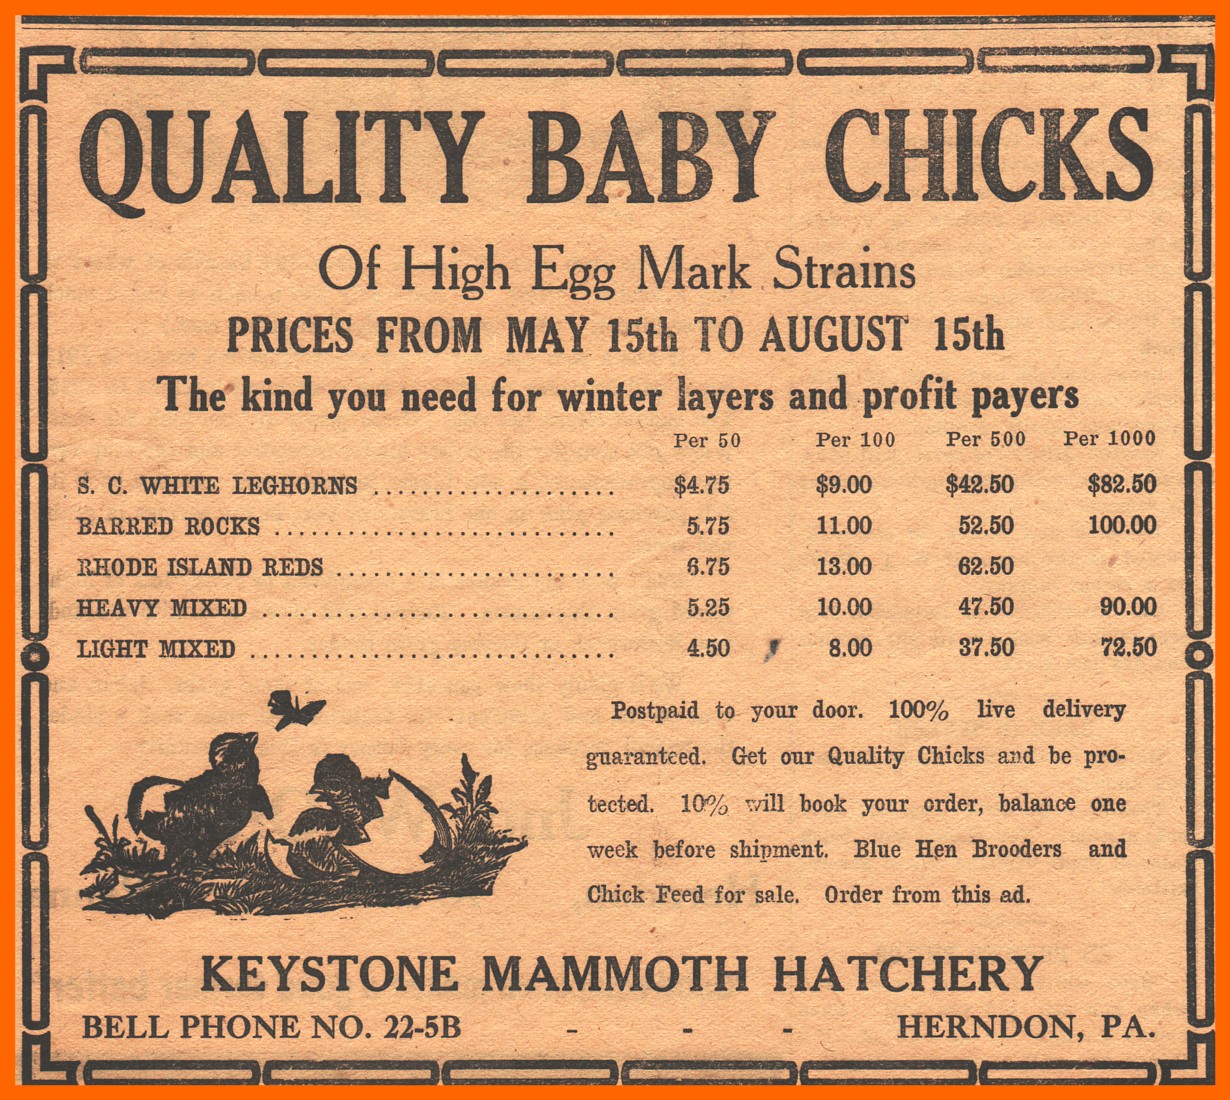 QUALITY BABY CHICKS
Of High Egg Mark Strains
PRICES FROM MAY 15th TO AUGUST 15th
The kind you need for winter layers and profit payers
Per 50 Per 100 Per 500 Per 1000
S. C. WHITE LEGHORNS ........................ $4.75 $9.00 $42.50 $82.50
BARRED ROCKS ............................ 5.75 11.00 52.50 100.00
RHODE ISLAND REDS ........................... 6.75 13.00 62.50
HEAVY MIXED .............................. 5.25 10.00 47.50 90.00
LIGHT MIXED ............................... 4.50 8.00 37.50 72.50
Postpaid to your door. 100% live delivery
guaranteed. Get our Quality Chicks and be pro-
tected. 10% will book your order, balance one
week before shipment. Blue Hen Brooders and
Chick Feed for sale. Order from this ad.
KEYSTONE MAMMOTH HATCHERY
BELL PHONE NO. 22-5B - - - HERNDON, PA.